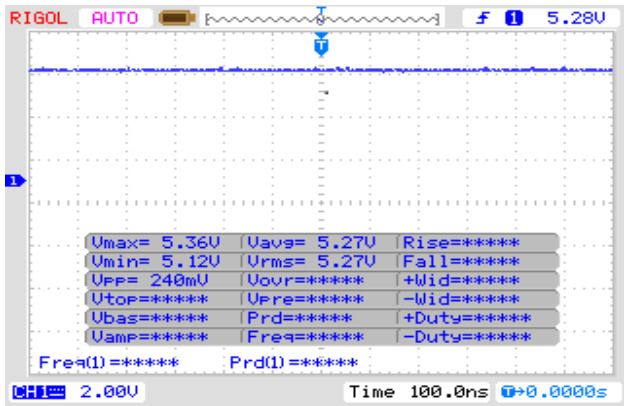 RIGOL AUTO T 1 5.28V
T
1
Vmax= 5.36V Vavg= 5.27V Rise=*****
Vmin= 5.12V Vrms= 5.27V Fall=*****
Vpp= 240mV Vovr=***** +Wid=*****
Vtop=***** Vpre=***** -Wid=*****
Vbas=***** Prd=***** +Duty=*****
Vamp=***** Freq=***** -Duty=*****
Freq(1)=***** Prd(1)=*****
CH1 2.00V Time 100.0ns T→0.0000s